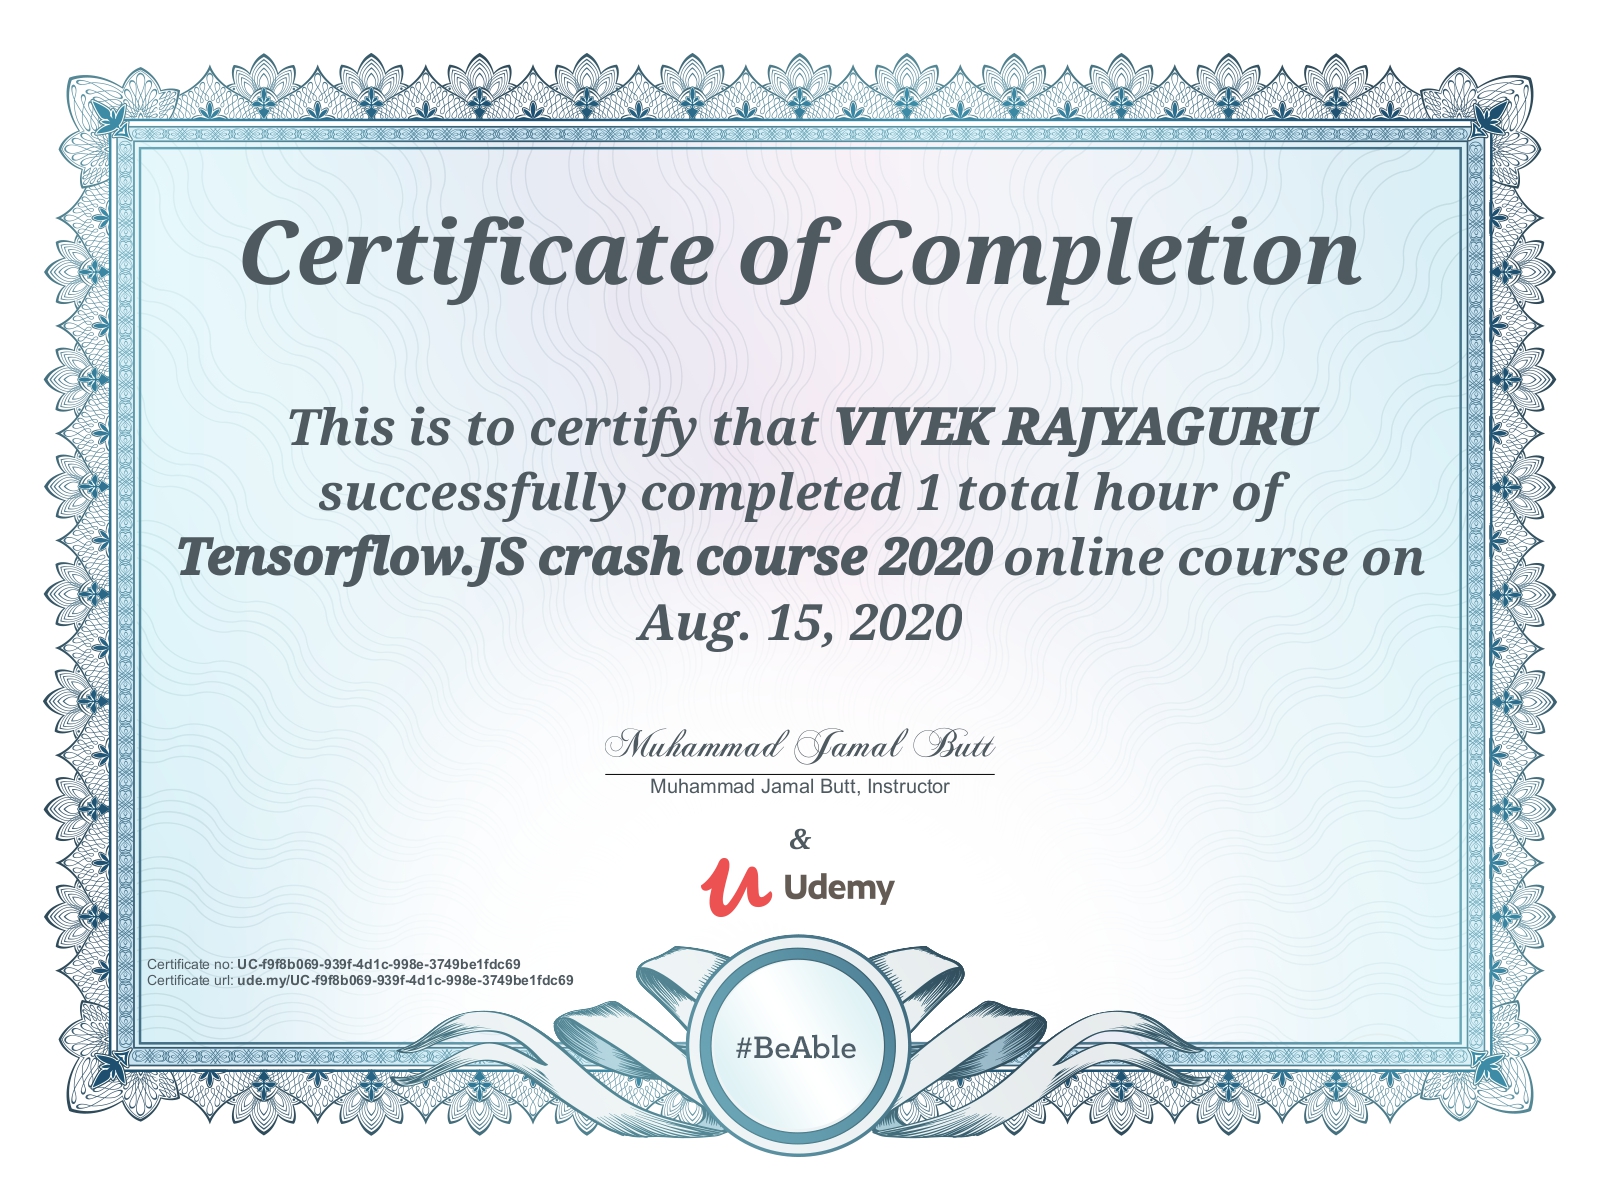 Certificate of Completion
This is to certify that VIVEK RAJYAGURU
successfully completed 1 total hour of
Tensorflow.JS crash course 2020 online course on
Aug. 15, 2020
Muhammad Jamal Butt
Muhammad Jamal Butt, Instructor
&
Udemy
Certificate no: UC-f9f8b069-939f-4d1c-998e-3749be1fdc69
Certificate url: ude.my/UC-f9f8b069-939f-4d1c-998e-3749be1fdc69
#BeAble